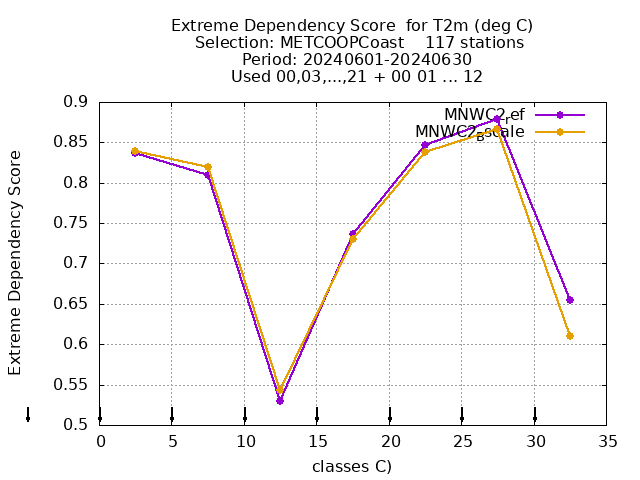 Extreme Dependency Score  for T2m (deg C)
Selection: METCOOPCoast    117 stations
Period: 20240601-20240630
Used 00,03,...,21 + 00 01 ... 12
MNWC2ref
MNWC2Bscale
Extreme Dependency Score
0.9
0.85
0.8
0.75
0.7
0.65
0.6
0.55
0.5
0 5 10 15 20 25 30 35
classes C)